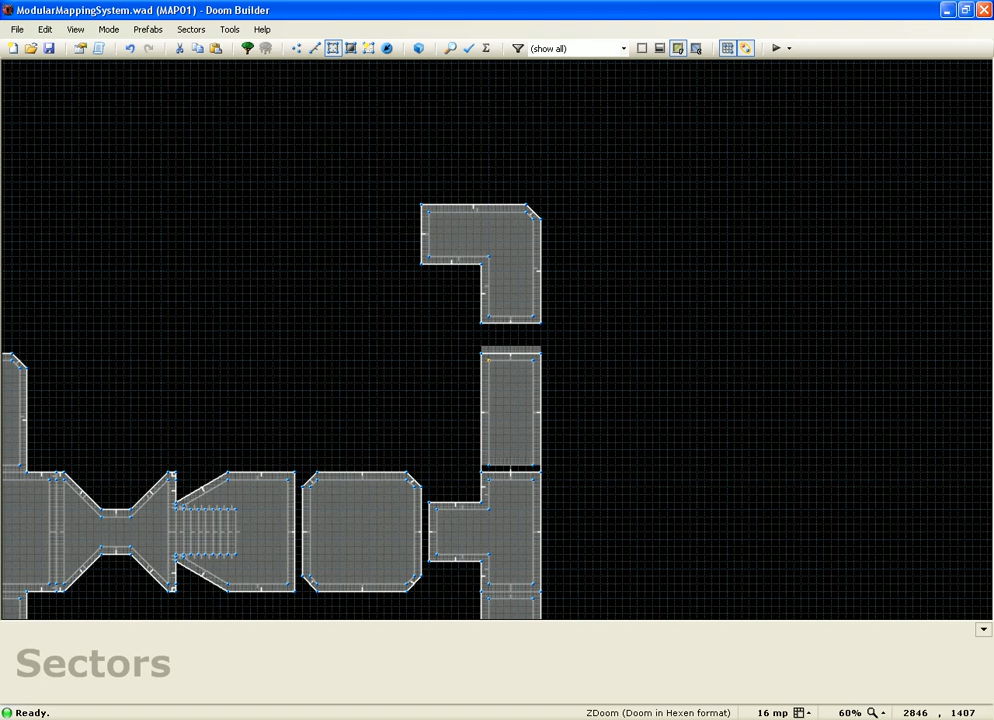 ModularMappingSystem.wad (MAP01) - Doom Builder
File Edit View Mode Prefabs Sectors Tools Help
(show all)
Sectors
Ready. ZDoom (Doom in Hexen format) 16 mp 60% 2846 , 1407